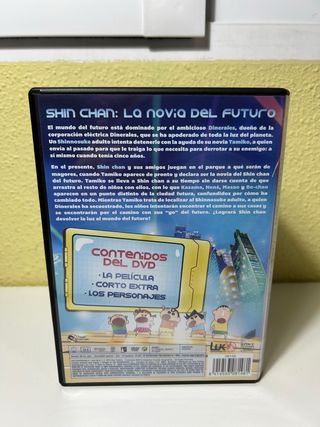 SHIN CHAN: LA NOVIA DEL FUTURO
El mundo del futuro está dominado por el ambicioso Dinerales, dueño de la
corporación eléctrica Dinerales, que se ha apoderado de toda la luz del planeta.
Un Shinnosuke adulto intenta detenerlo con la ayuda de su novia Tamiko, a quien
envía al pasado para que le traiga lo que necesita para derrotar a su enemigo: a
sí mismo cuando tenía cinco años.
En el presente, Shin chan y sus amigos juegan en el parque a qué serán de
mayores, cuando Tamiko aparece de pronto y declara ser la novia del Shin chan
del futuro. Tamiko se lleva a Shin chan a su tiempo sin darse cuenta de que
arrastra al resto de niños con ellos, con lo que Kazama, Nené, Masao y Bo-chan
aparecen en un punto distinto de la ciudad futura, confundidos por cómo ha
cambiado todo. Mientras Tamiko trata de localizar al Shinnosuke adulto, a quien
Dinerales ha secuestrado, los niños intentarán encontrar el camino a sus casas y
se encontrarán por el camino con sus "yo" del futuro. ¿Logrará Shin chan
devolver la luz al mundo del futuro?
CONTENIDOS
DEL DVD
· LA PELÍCULA
· CORTO EXTRA
· LOS PERSONAJES
LUK